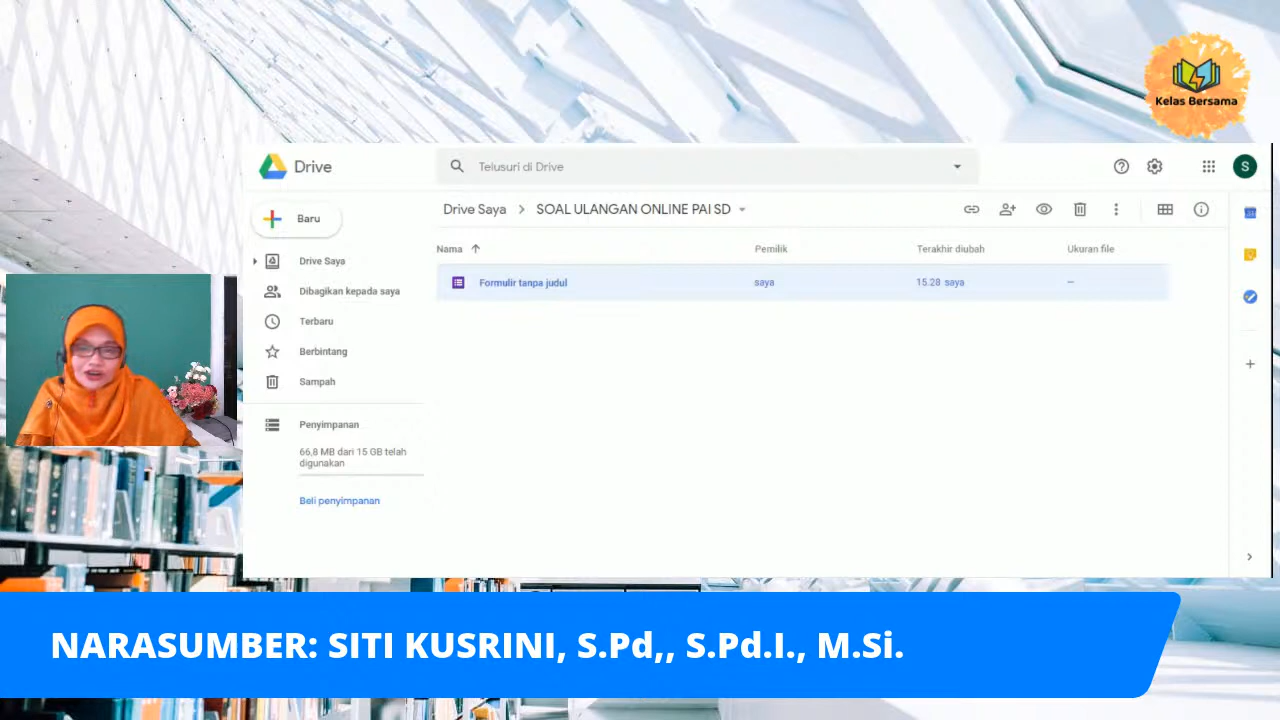 Kelas Bersama
Drive
Telusuri di Drive
S
Baru
Drive Saya > SOAL ULANGAN ONLINE PAI SD
Nama
Pemilik
Terakhir diubah
Ukuran file
Formulir tanpa judul
saya
15.28 saya
—
Drive Saya
Dibagikan kepada saya
Terbaru
Berbintang
Sampah
Penyimpanan
66,8 MB dari 15 GB telah
digunakan
Beli penyimpanan
NARASUMBER: SITI KUSRINI, S.Pd,, S.Pd.I., M.Si.